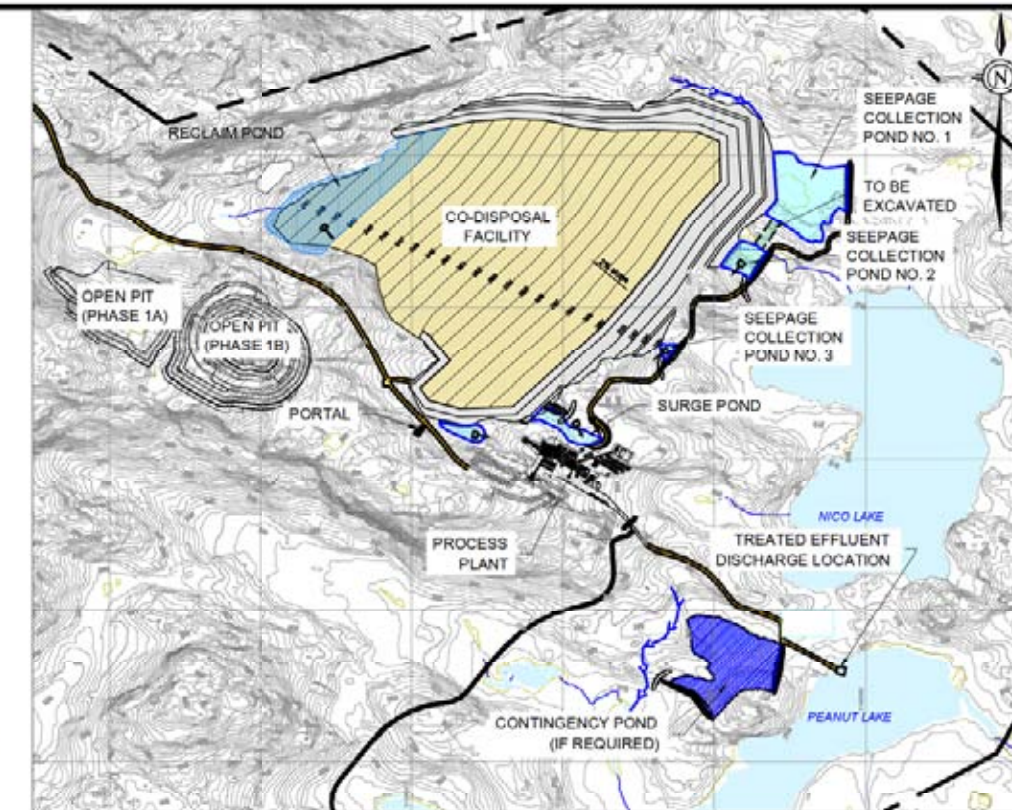 N
SEEPAGE
COLLECTION
POND NO. 1
RECLAIM POND
TO BE
EXCAVATED
CO-DISPOSAL
FACILITY
SEEPAGE
COLLECTION
POND NO. 2
OPEN PIT
(PHASE 1A)
OPEN PIT
(PHASE 1B)
SEEPAGE
COLLECTION
POND NO. 3
PORTAL
SURGE POND
NICO LAKE
PROCESS
PLANT
TREATED EFFLUENT
DISCHARGE LOCATION
CONTINGENCY POND
(IF REQUIRED)
PEANUT LAKE